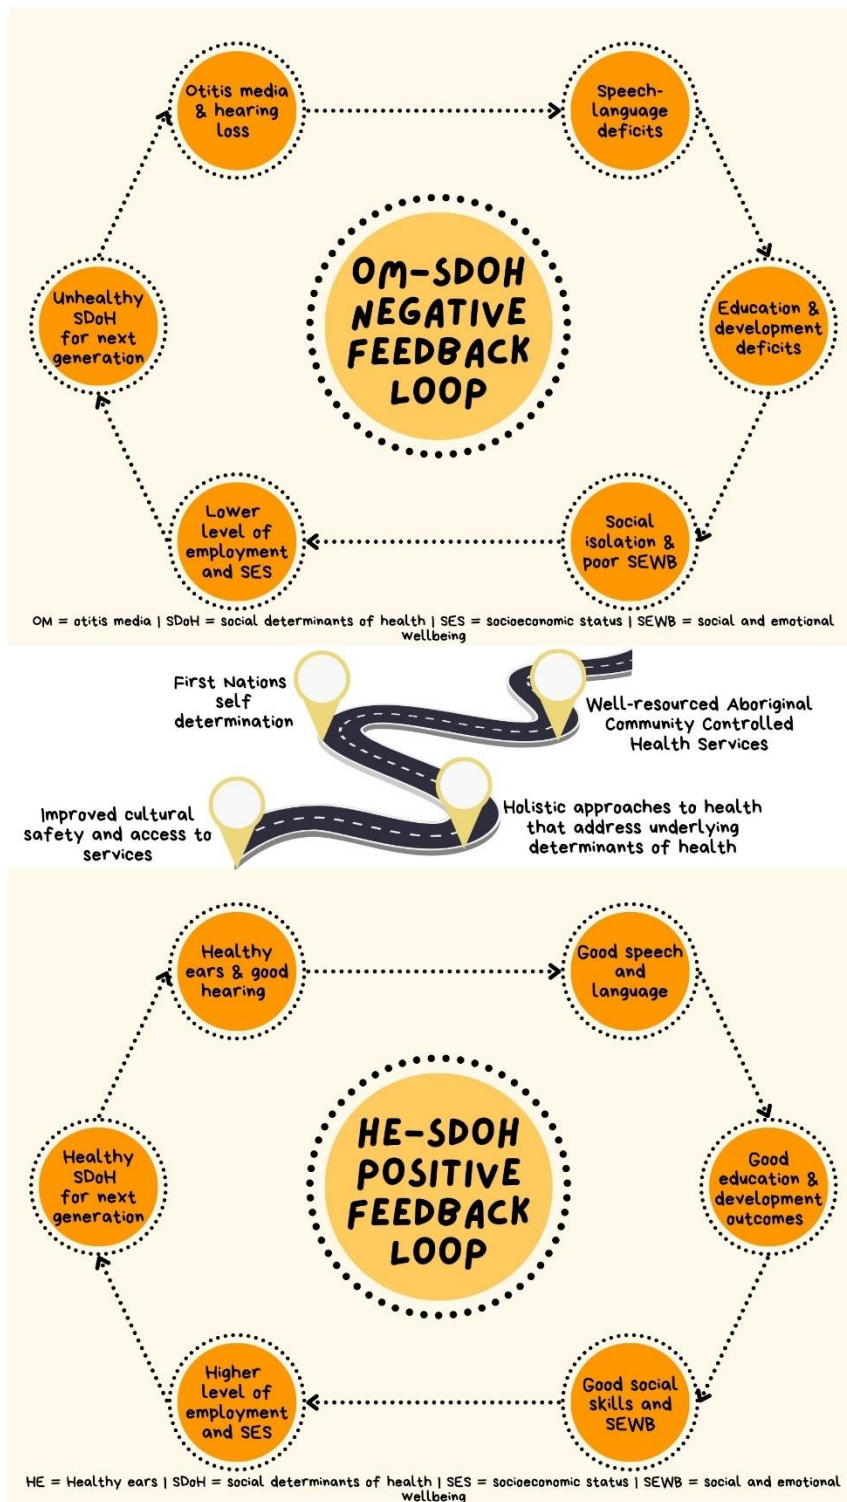 Otitis media
& hearing
loss
Speech-
language
deficits
OM-SDOH
NEGATIVE
FEEDBACK
LOOP
Unhealthy
SDoH
for next
generation
Education &
development
deficits
Lower
level of
employment
and SES
Social
isolation &
poor SEWB
OM = otitis media | SDoH = social determinants of health | SES = socioeconomic status | SEWB = social and emotional
wellbeing
First Nations
self
determination
Well-resourced Aboriginal
Community Controlled
Health Services
Improved cultural
safety and access to
services
Holistic approaches to health
that address underlying
determinants of health
Healthy
ears & good
hearing
Good speech
and
language
HE-SDOH
POSITIVE
FEEDBACK
LOOP
Healthy
SDoH
for next
generation
Good
education &
development
outcomes
Higher
level of
employment
and SES
Good social
skills and
SEWB
HE = Healthy ears | SDoH = social determinants of health | SES = socioeconomic status | SEWB = social and emotional
wellbeing